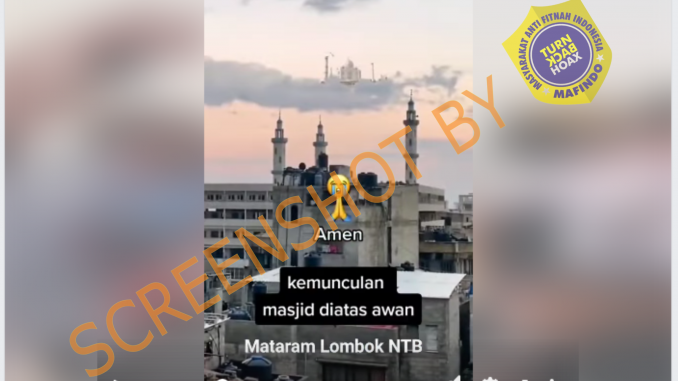 MASYARAKAT ANTI FITNAH INDONESIA
TURN
BACK
HOAX
MAFINDO
SCREENSHOT BY
Amen
kemunculan
masjid diatas awan
Mataram Lombok NTB